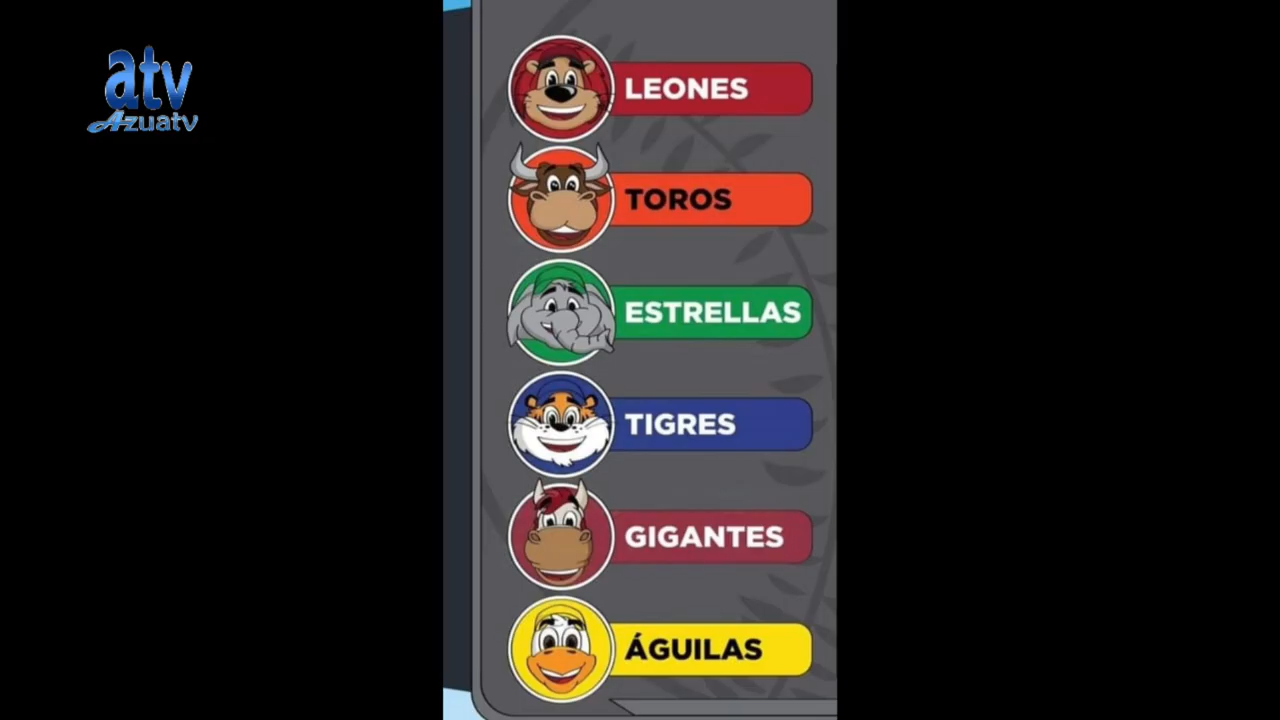 atv
Azuatv
LEONES
TOROS
ESTRELLAS
TIGRES
GIGANTES
ÁGUILAS